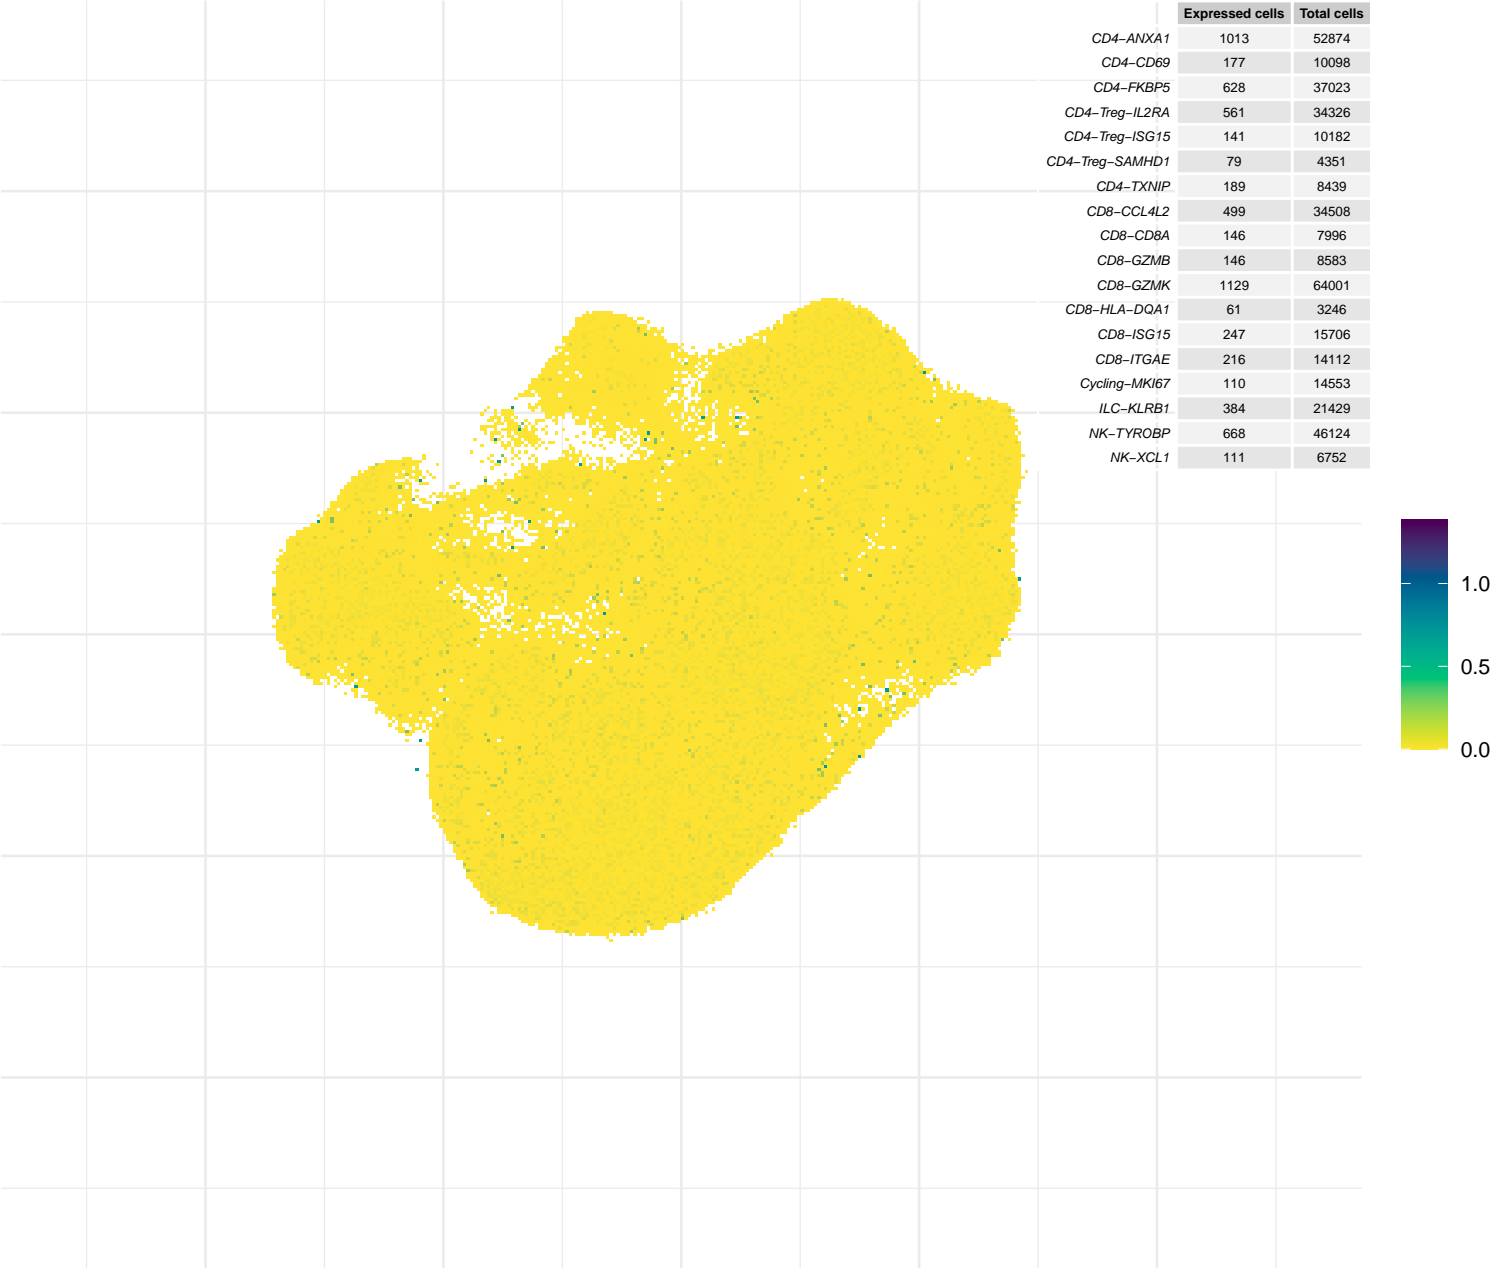 Expressed cells Total cells
CD4−ANXA1 1013 52874
CD4−CD69 177 10098
CD4−FKBP5 628 37023
CD4−Treg−IL2RA 561 34326
CD4−Treg−ISG15 141 10182
CD4−Treg−SAMHD1 79 4351
CD4−TXNIP 189 8439
CD8−CCL4L2 499 34508
CD8−CD8A 146 7996
CD8−GZMB 146 8583
CD8−GZMK 1129 64001
CD8−HLA−DQA1 61 3246
CD8−ISG15 247 15706
CD8−ITGAE 216 14112
Cycling−MKI67 110 14553
ILC−KLRB1 384 21429
NK−TYROBP 668 46124
NK−XCL1 111 6752
1.0
0.5
0.0